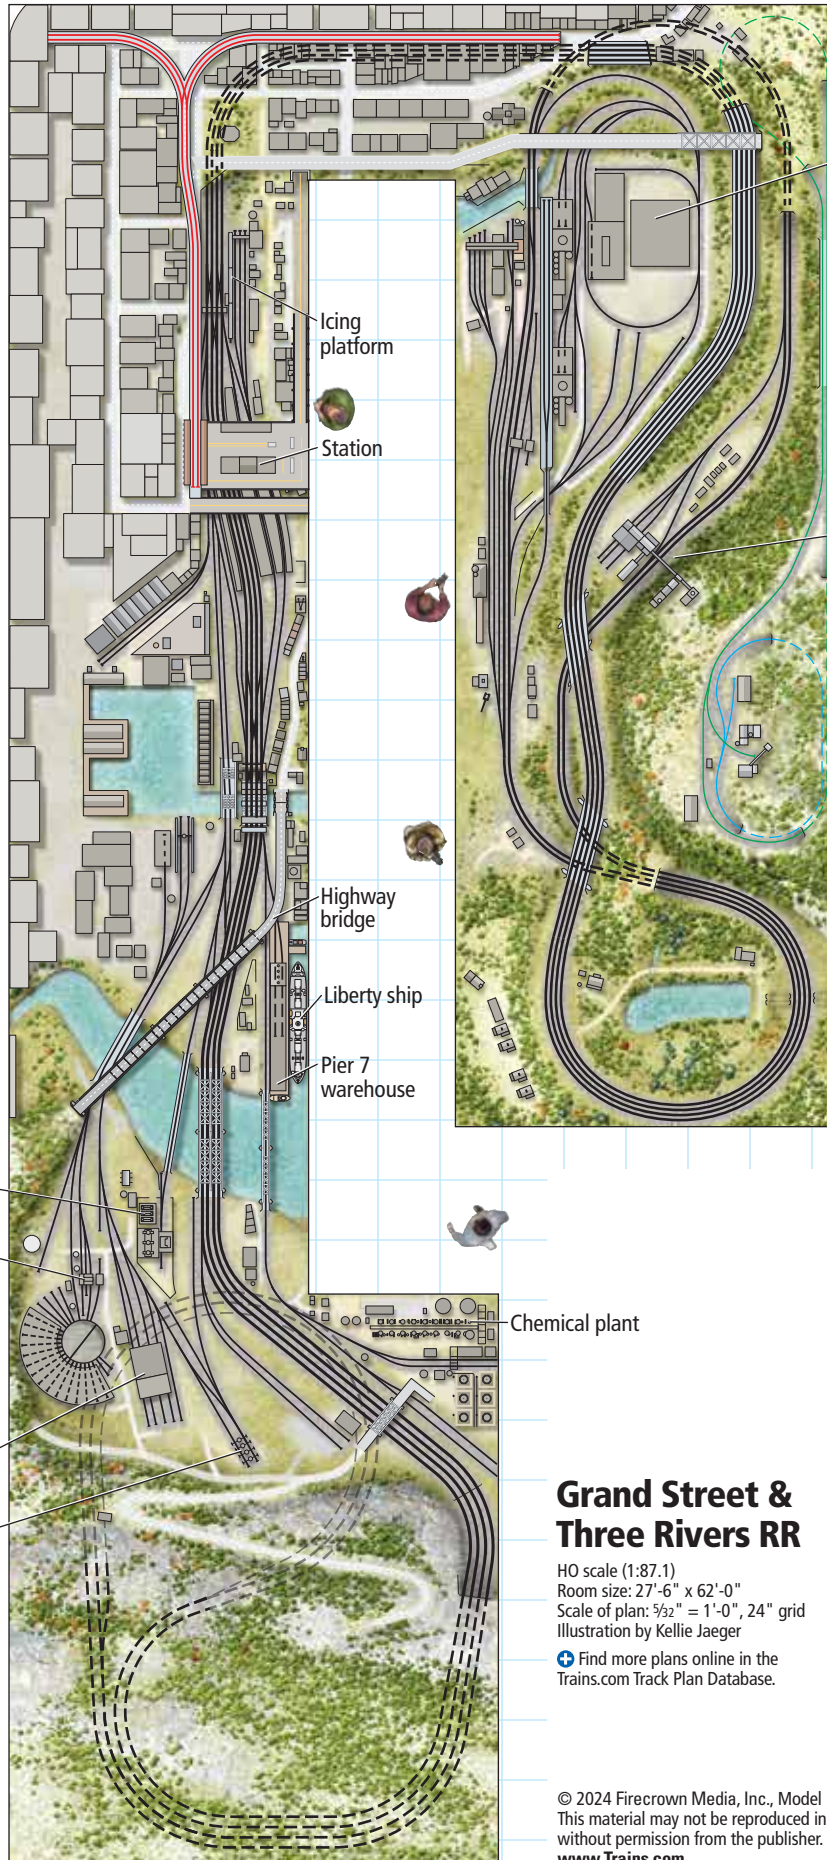 Icing
platform
Station
Highway
bridge
Liberty ship
Pier 7
warehouse
Chemical plant
Grand Street &
Three Rivers RR
HO scale (1:87.1)
Room size: 27'-6" x 62'-0"
Scale of plan: 5⁄32" = 1'-0", 24" grid
Illustration by Kellie Jaeger
Find more plans online in the
Trains.com Track Plan Database.
© 2024 Firecrown Media, Inc., Model
This material may not be reproduced in
without permission from the publisher.
www.Trains.com